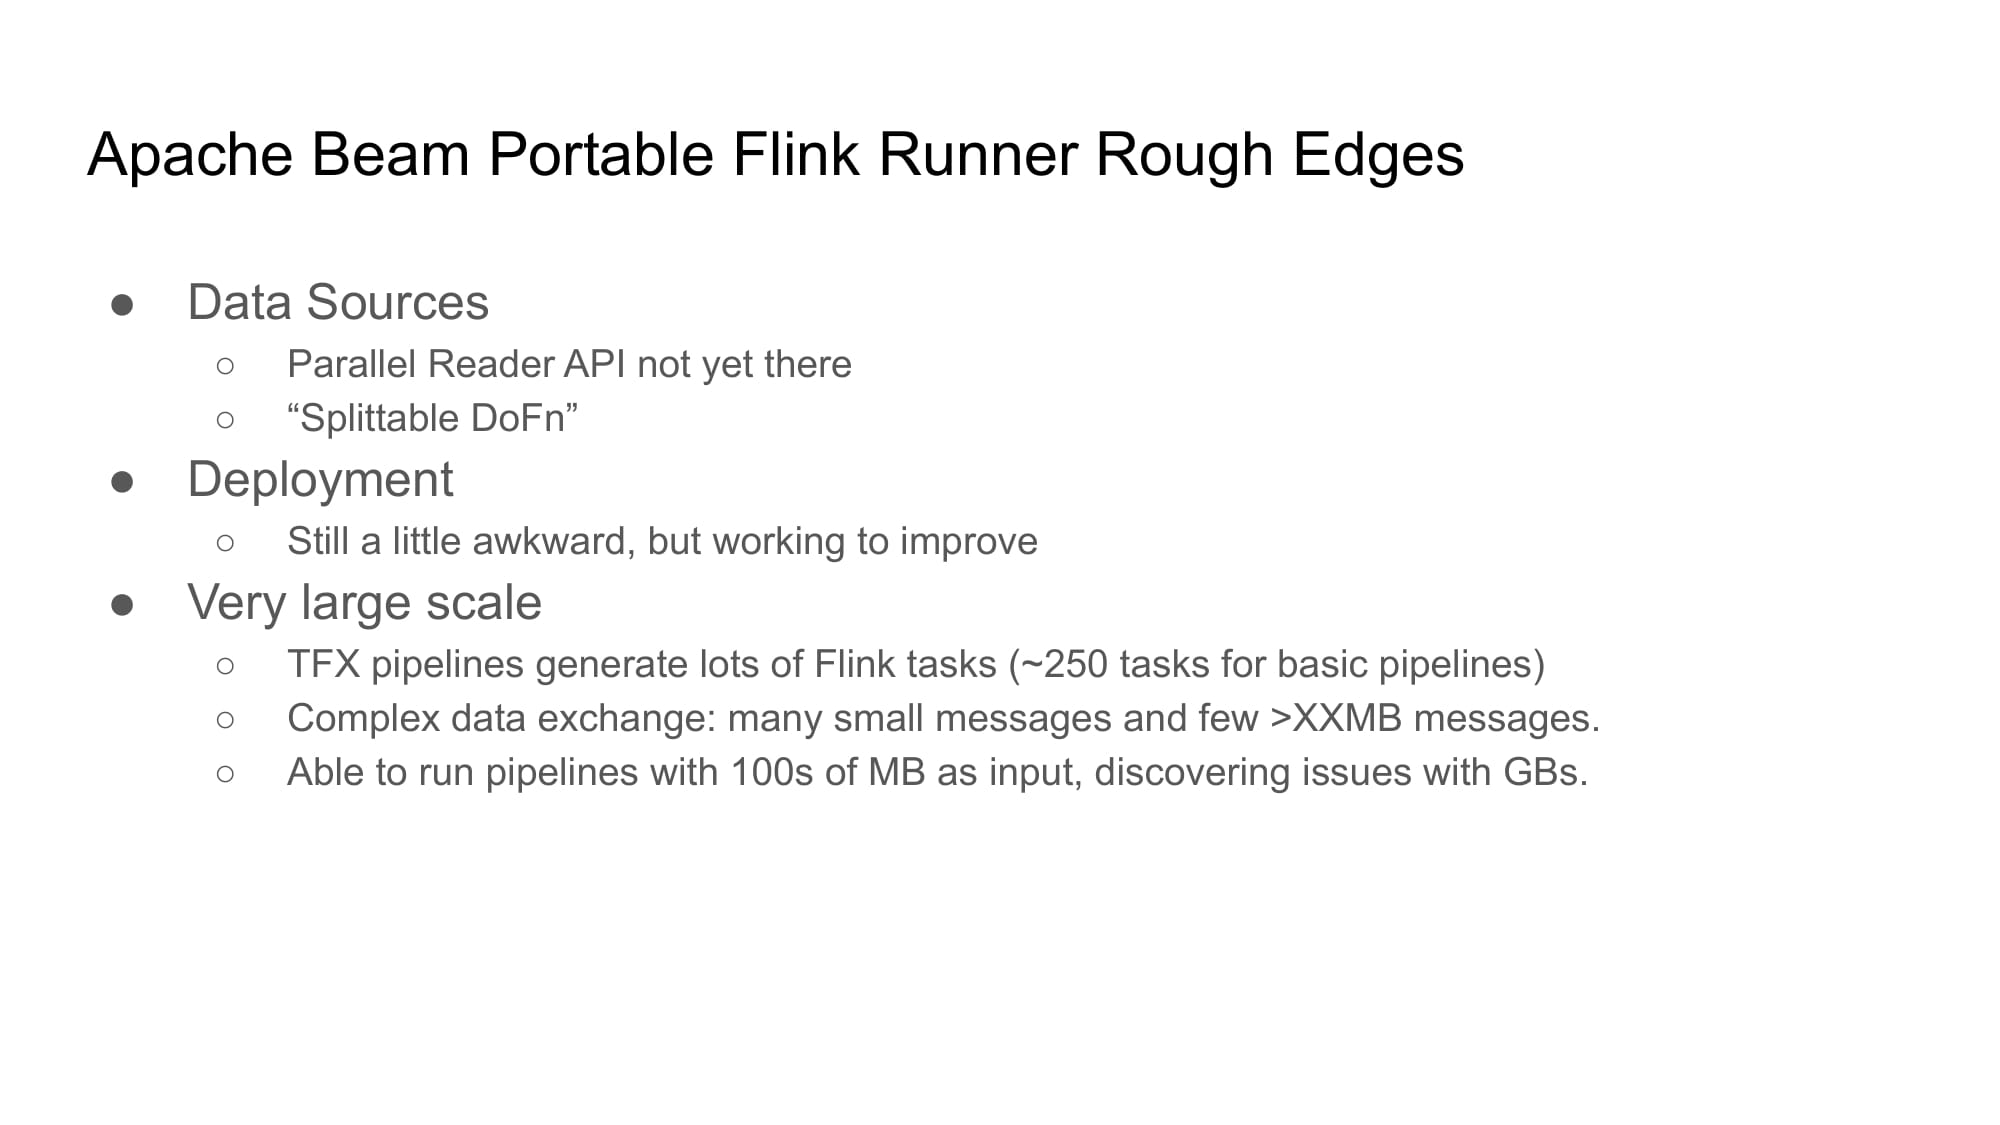 Apache Beam Portable Flink Runner Rough Edges
● Data Sources
○ Parallel Reader API not yet there
○ “Splittable DoFn”
● Deployment
○ Still a little awkward, but working to improve
● Very large scale
○ TFX pipelines generate lots of Flink tasks (~250 tasks for basic pipelines)
○ Complex data exchange: many small messages and few >XXMB messages.
○ Able to run pipelines with 100s of MB as input, discovering issues with GBs.